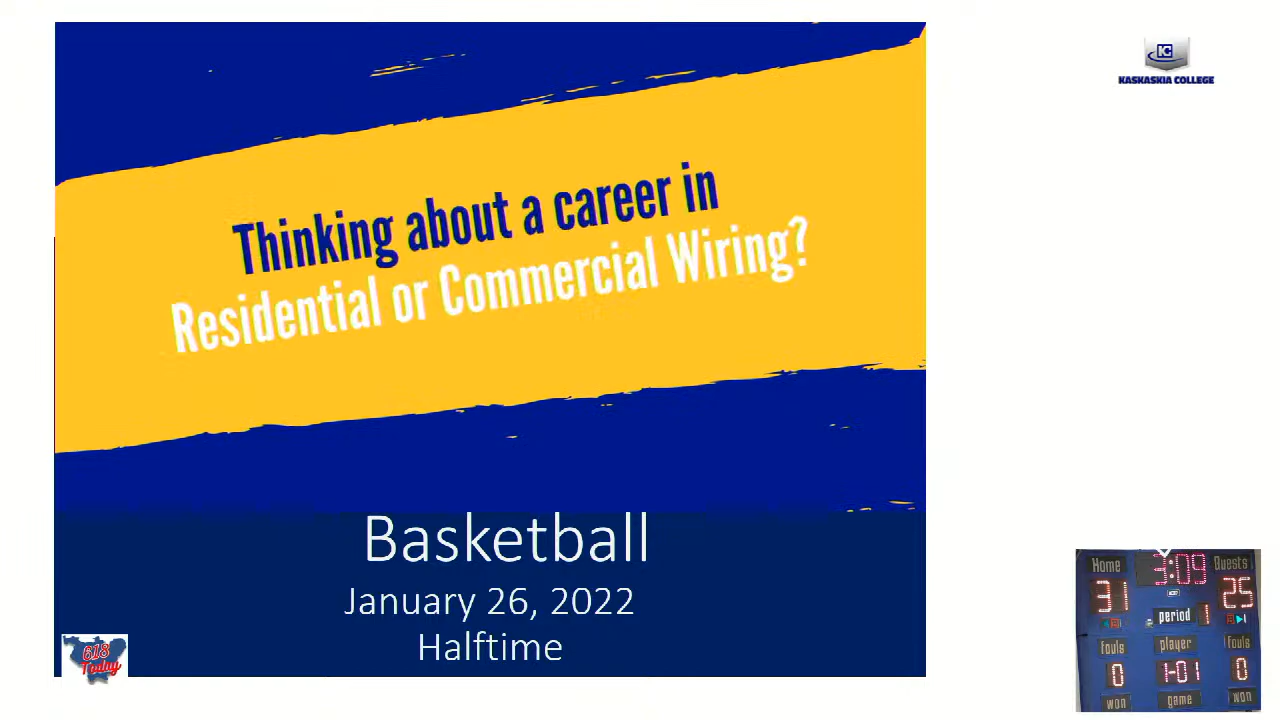 Thinking about a career in
Residential or Commercial Wiring?
KC
KASKASKIA COLLEGE
Basketball
January 26, 2022
Halftime
618
Today
Home 3:09 Guests
31 25
period 1
fouls player fouls
0 1-01 0
won game won